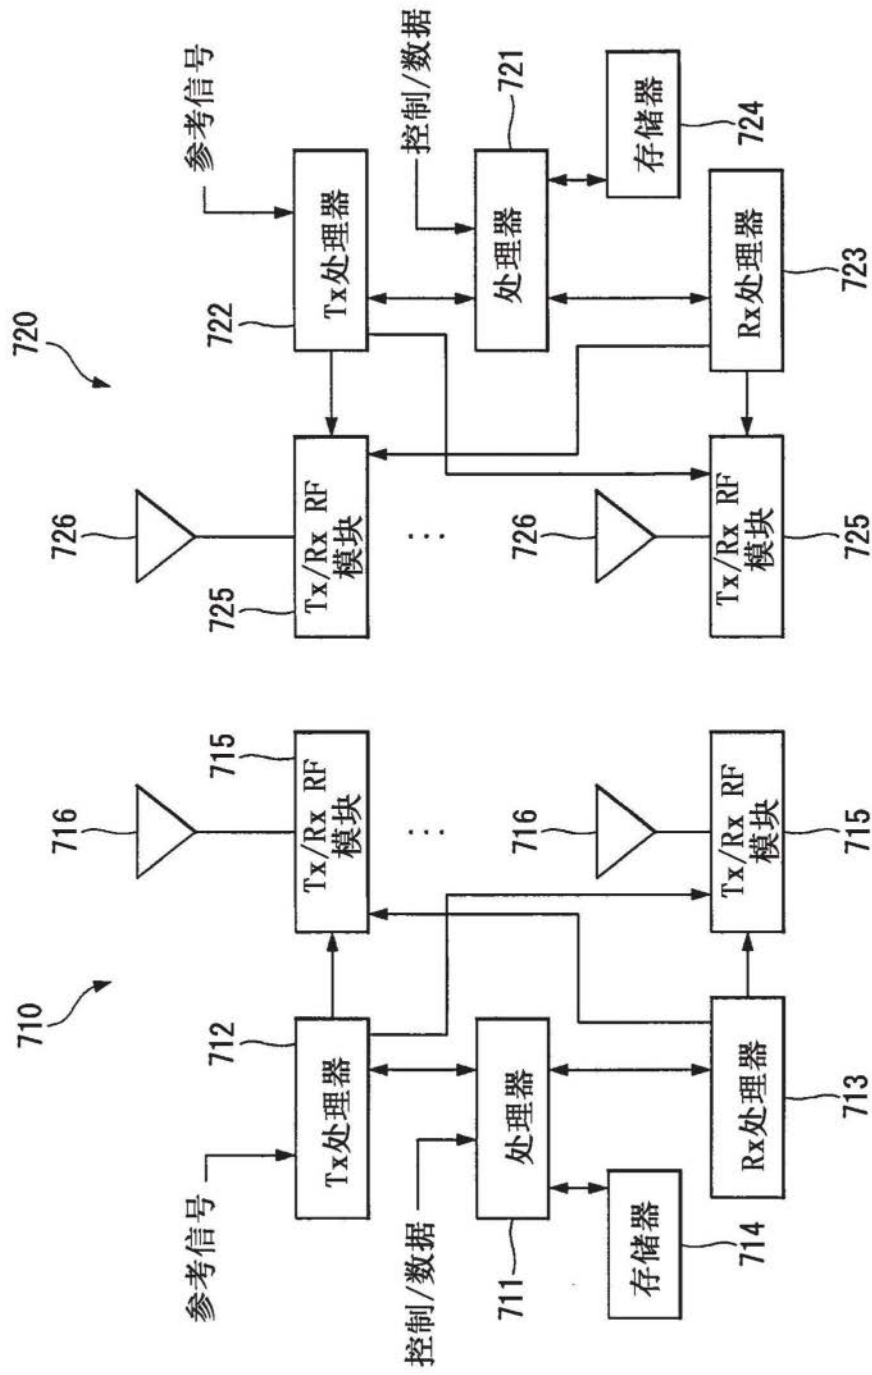 710
720
716
726
参考信号
712
715
725
722
参考信号
Tx处理器
Tx/Rx RF
模块
Tx/Rx RF
模块
Tx处理器
控制/数据
...
...
控制/数据
711
处理器
716
726
处理器
721
存储器
存储器
714
Rx处理器
Tx/Rx RF
模块
Tx/Rx RF
模块
Rx处理器
724
713
715
725
723